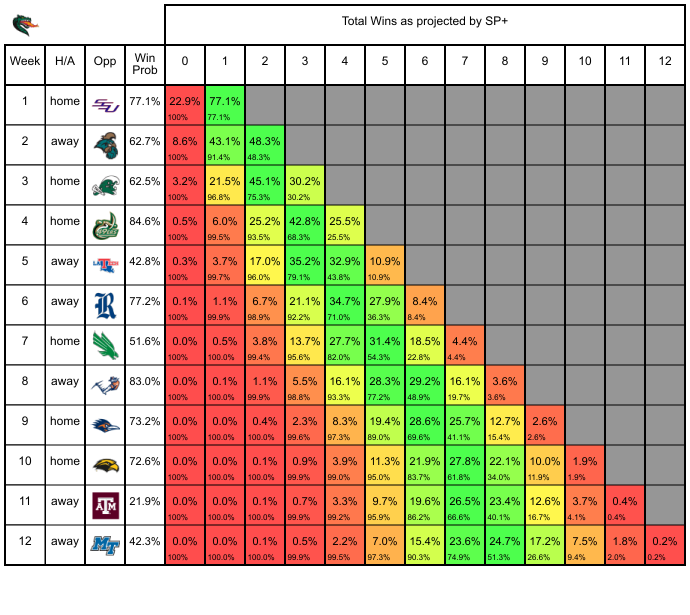 Total Wins as projected by SP+
Week H/A Opp Win Prob 0 1 2 3 4 5 6 7 8 9 10 11 12
1 home 77.1% 22.9% 77.1%
100% 77.1%
2 away 62.7% 8.6% 43.1% 48.3%
100% 91.4% 48.3%
3 home 62.5% 3.2% 21.5% 45.1% 30.2%
100% 96.8% 75.3% 30.2%
4 home 84.6% 0.5% 6.0% 25.2% 42.8% 25.5%
100% 99.5% 93.5% 68.3% 25.5%
5 away LA TECH 42.8% 0.3% 3.7% 17.0% 35.2% 32.9% 10.9%
100% 99.7% 96.0% 79.1% 43.8% 10.9%
6 away R 77.2% 0.1% 1.1% 6.7% 21.1% 34.7% 27.9% 8.4%
100% 99.9% 98.9% 92.2% 71.0% 36.3% 8.4%
7 home 51.6% 0.0% 0.5% 3.8% 13.7% 27.7% 31.4% 18.5% 4.4%
100% 100.0% 99.4% 95.6% 82.0% 54.3% 22.8% 4.4%
8 away 83.0% 0.0% 0.1% 1.1% 5.5% 16.1% 28.3% 29.2% 16.1% 3.6%
100% 100.0% 99.9% 98.8% 93.3% 77.2% 48.9% 19.7% 3.6%
9 home 73.2% 0.0% 0.0% 0.4% 2.3% 8.3% 19.4% 28.6% 25.7% 12.7% 2.6%
100% 100.0% 100.0% 99.6% 97.3% 89.0% 69.6% 41.1% 15.4% 2.6%
10 home 72.6% 0.0% 0.0% 0.1% 0.9% 3.9% 11.3% 21.9% 27.8% 22.1% 10.0% 1.9%
100% 100.0% 100.0% 99.9% 99.0% 95.0% 83.7% 61.8% 34.0% 11.9% 1.9%
11 away ATM 21.9% 0.0% 0.0% 0.1% 0.7% 3.3% 9.7% 19.6% 26.5% 23.4% 12.6% 3.7% 0.4%
100% 100.0% 100.0% 99.9% 99.2% 95.9% 86.2% 66.6% 40.1% 16.7% 4.1% 0.4%
12 away MT 42.3% 0.0% 0.0% 0.1% 0.5% 2.2% 7.0% 15.4% 23.6% 24.7% 17.2% 7.5% 1.8% 0.2%
100% 100.0% 100.0% 99.9% 99.5% 97.3% 90.3% 74.9% 51.3% 26.6% 9.4% 2.0% 0.2%